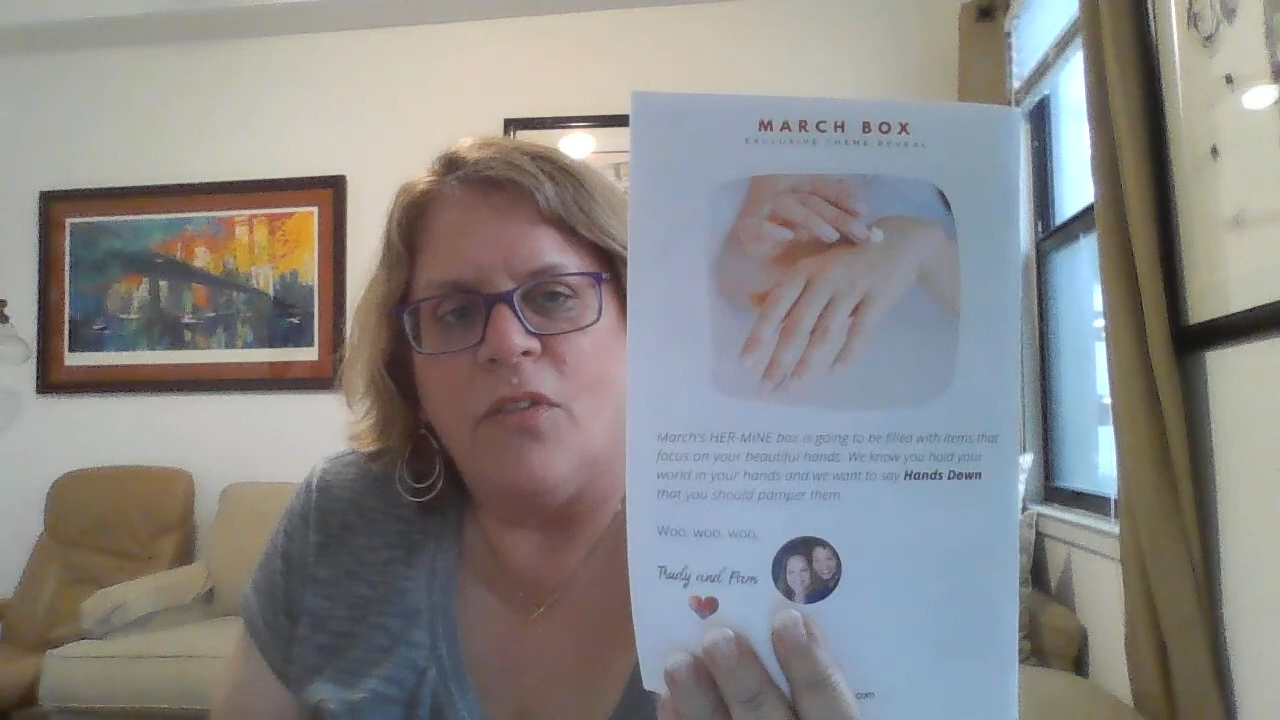 MARCH BOX
EXCLUSIVE THEME REVEAL
March's HER-MINE box is going to be filled with items that
focus on your beautiful hands. We know you hold your
world in your hands and we want to say Hands Down
that you should pamper them.
Woo, woo, woo,
Trudy and Pam
.com